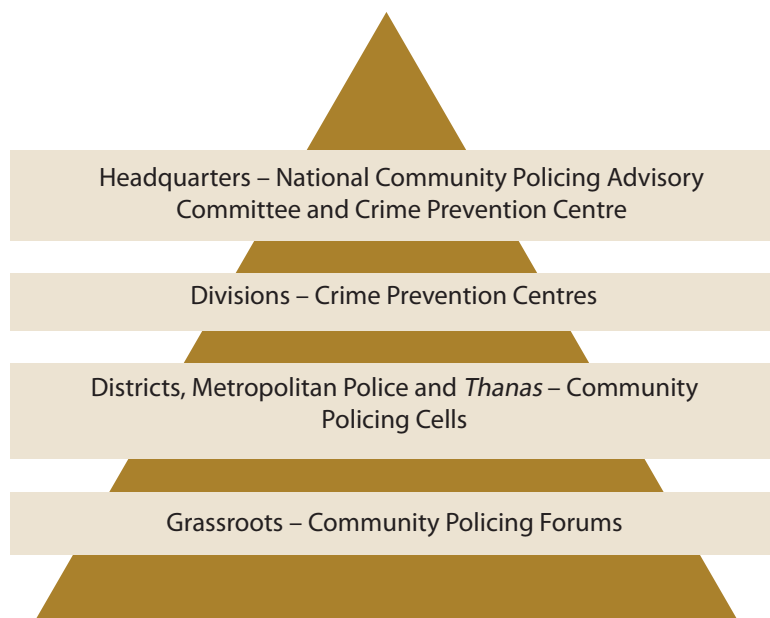 Headquarters – National Community Policing Advisory
Committee and Crime Prevention Centre
Divisions – Crime Prevention Centres
Districts, Metropolitan Police and Thanas – Community
Policing Cells
Grassroots – Community Policing Forums